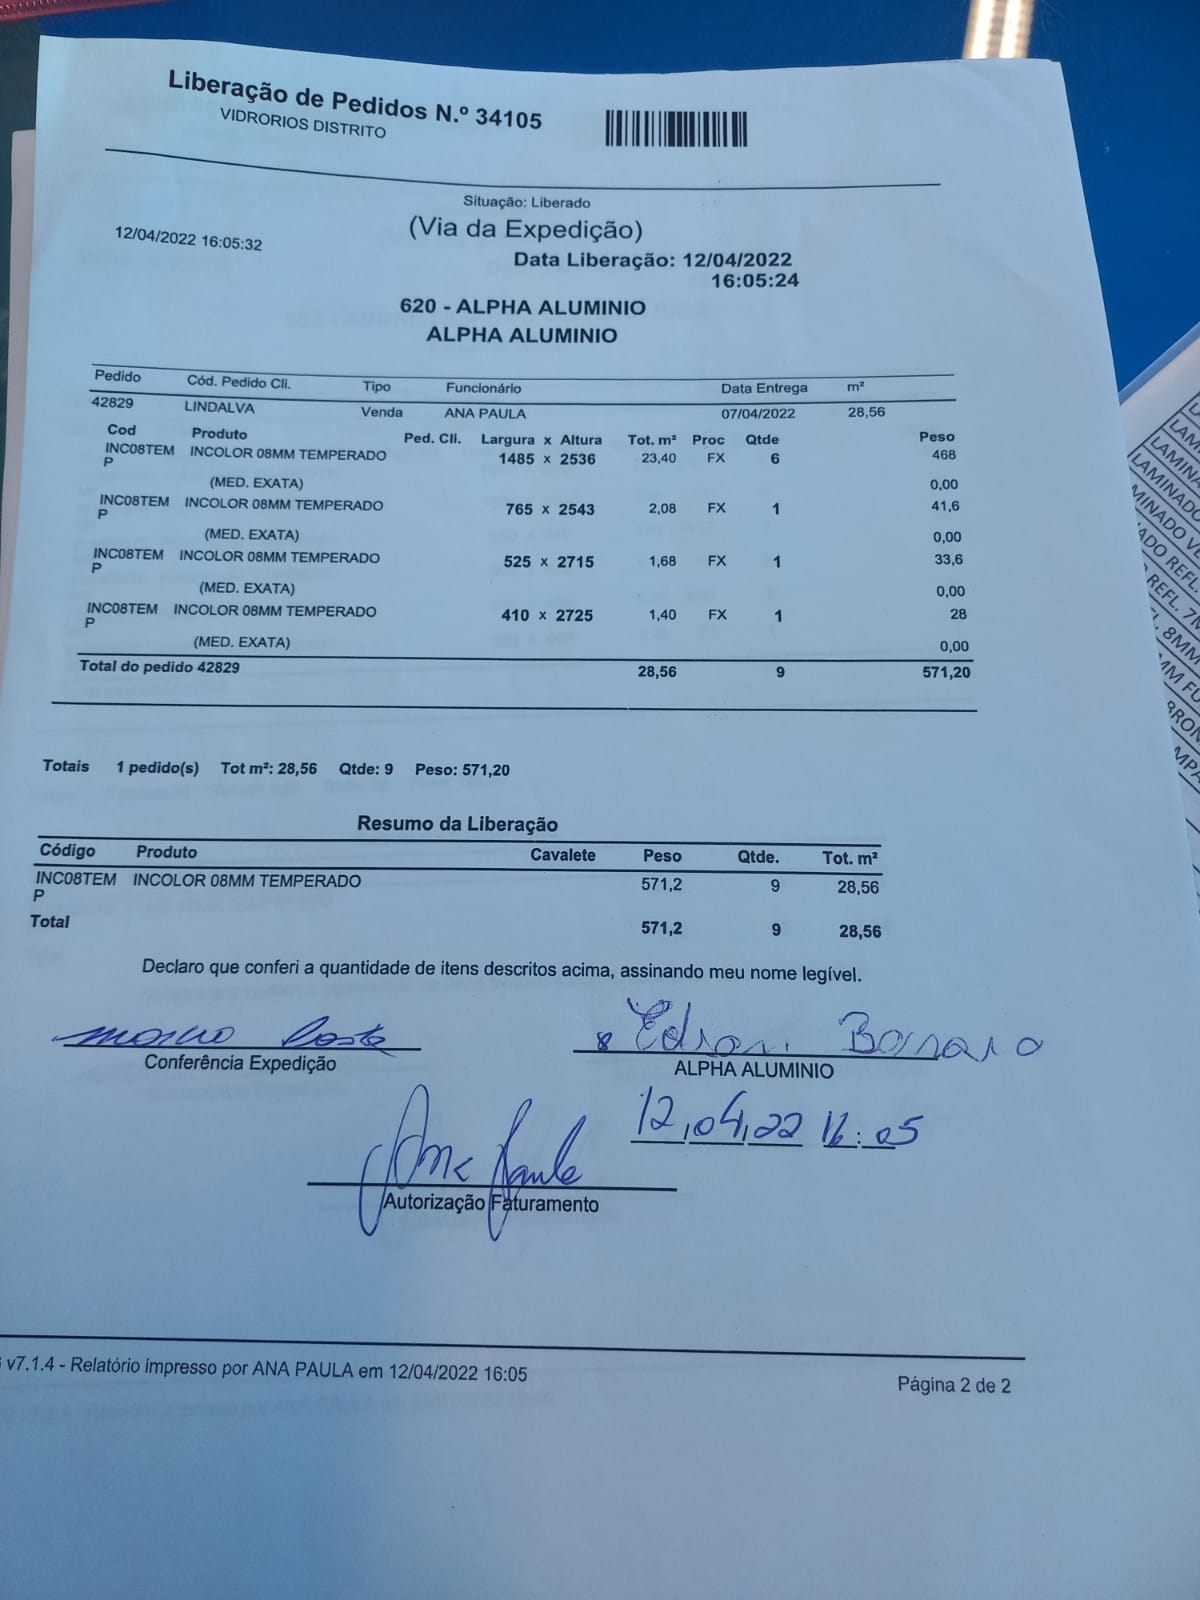 Liberação de Pedidos N.º 34105
VIDRORIOS DISTRITO
Situação: Liberado
12/04/2022 16:05:32
(Via da Expedição)
Data Liberação: 12/04/2022
16:05:24
620 - ALPHA ALUMINIO
ALPHA ALUMINIO
Pedido Cód. Pedido Cli. Tipo Funcionário Data Entrega m²
42829 LINDALVA Venda ANA PAULA 07/04/2022 28,56
Cod Produto Ped. Cli. Largura x Altura Tot. m² Proc Qtde Peso
INC08TEM INCOLOR 08MM TEMPERADO 1485 x 2536 23,40 FX 6 468
P
(MED. EXATA) 0,00
INC08TEM INCOLOR 08MM TEMPERADO 765 x 2543 2,08 FX 1 41,6
P
(MED. EXATA) 0,00
INC08TEM INCOLOR 08MM TEMPERADO 525 x 2715 1,68 FX 1 33,6
P
(MED. EXATA) 0,00
INC08TEM INCOLOR 08MM TEMPERADO 410 x 2725 1,40 FX 1 28
P
(MED. EXATA) 0,00
Total do pedido 42829 28,56 9 571,20
Totais 1 pedido(s) Tot m²: 28,56 Qtde: 9 Peso: 571,20
Resumo da Liberação
Código Produto Cavalete Peso Qtde. Tot. m²
INC08TEM INCOLOR 08MM TEMPERADO 571,2 9 28,56
P
Total 571,2 9 28,56
Declaro que conferi a quantidade de itens descritos acima, assinando meu nome legível.
Costa
Conferência Expedição
ALPHA ALUMINIO
12,04,22 16:05
Ana Paula
Autorização Faturamento
v7.1.4 - Relatório impresso por ANA PAULA em 12/04/2022 16:05
Página 2 de 2
LAMINADO
REFL. 7M
8MM